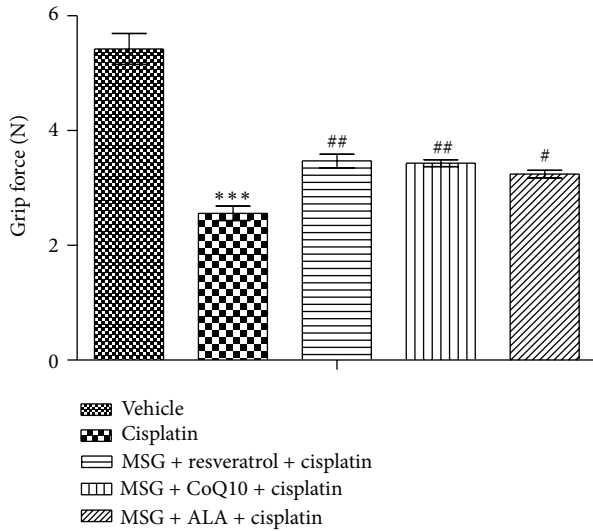 6
4
2
0
Grip force (N)
***
##
##
#
Vehicle
Cisplatin
MSG + resveratrol + cisplatin
MSG + CoQ10 + cisplatin
MSG + ALA + cisplatin